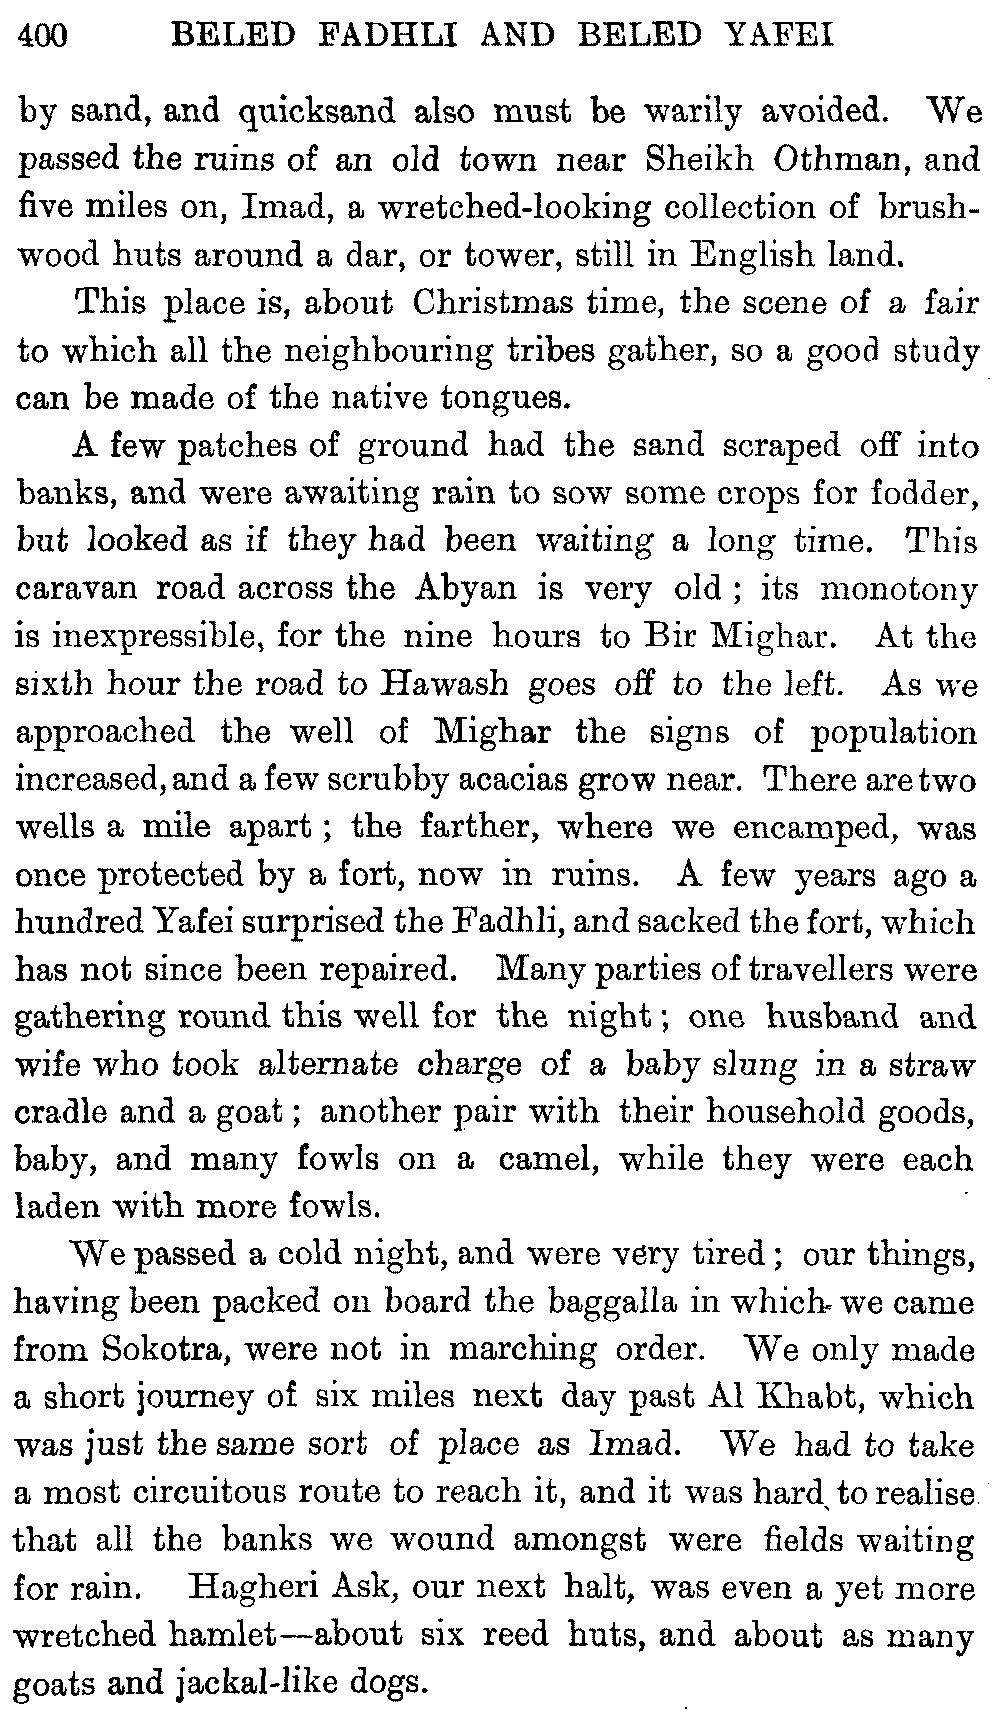 400 BELED FADHLI AND BELED YAFEI
by sand, and quicksand also must be warily avoided. We
passed the ruins of an old town near Sheikh Othman, and
five miles on, Imad, a wretched-looking collection of brush-
wood huts around a dar, or tower, still in English land.
This place is, about Christmas time, the scene of a fair
to which all the neighbouring tribes gather, so a good study
can be made of the native tongues.
A few patches of ground had the sand scraped off into
banks, and were awaiting rain to sow some crops for fodder,
but looked as if they had been waiting a long time. This
caravan road across the Abyan is very old ; its monotony
is inexpressible, for the nine hours to Bir Mighar. At the
sixth hour the road to Hawash goes off to the left. As we
approached the well of Mighar the signs of population
increased, and a few scrubby acacias grow near. There are two
wells a mile apart ; the farther, where we encamped, was
once protected by a fort, now in ruins. A few years ago a
hundred Yafei surprised the Fadhli, and sacked the fort, which
has not since been repaired. Many parties of travellers were
gathering round this well for the night ; one husband and
wife who took alternate charge of a baby slung in a straw
cradle and a goat ; another pair with their household goods,
baby, and many fowls on a camel, while they were each
laden with more fowls.
We passed a cold night, and were very tired ; our things,
having been packed on board the baggalla in which we came
from Sokotra, were not in marching order. We only made
a short journey of six miles next day past Al Khabt, which
was just the same sort of place as Imad. We had to take
a most circuitous route to reach it, and it was hard to realise
that all the banks we wound amongst were fields waiting
for rain. Hagheri Ask, our next halt, was even a yet more
wretched hamlet—about six reed huts, and about as many
goats and jackal-like dogs.